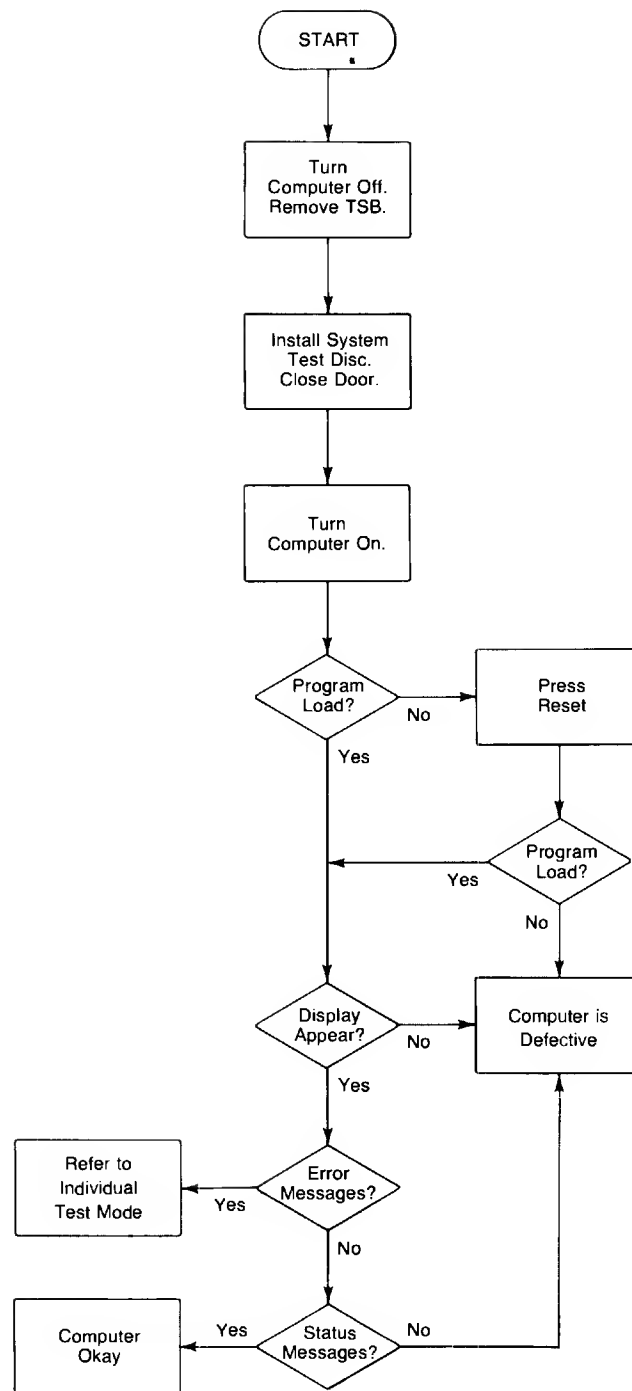 START
Turn
Computer Off.
Remove TSB.
Install System
Test Disc.
Close Door.
Turn
Computer On.
Program
Load?
No
Yes
Press
Reset
Program
Load?
Yes
No
Display
Appear?
No
Yes
Computer is
Defective
Error
Messages?
Yes
No
Refer to
Individual
Test Mode
Status
Messages?
Yes
No
Computer
Okay